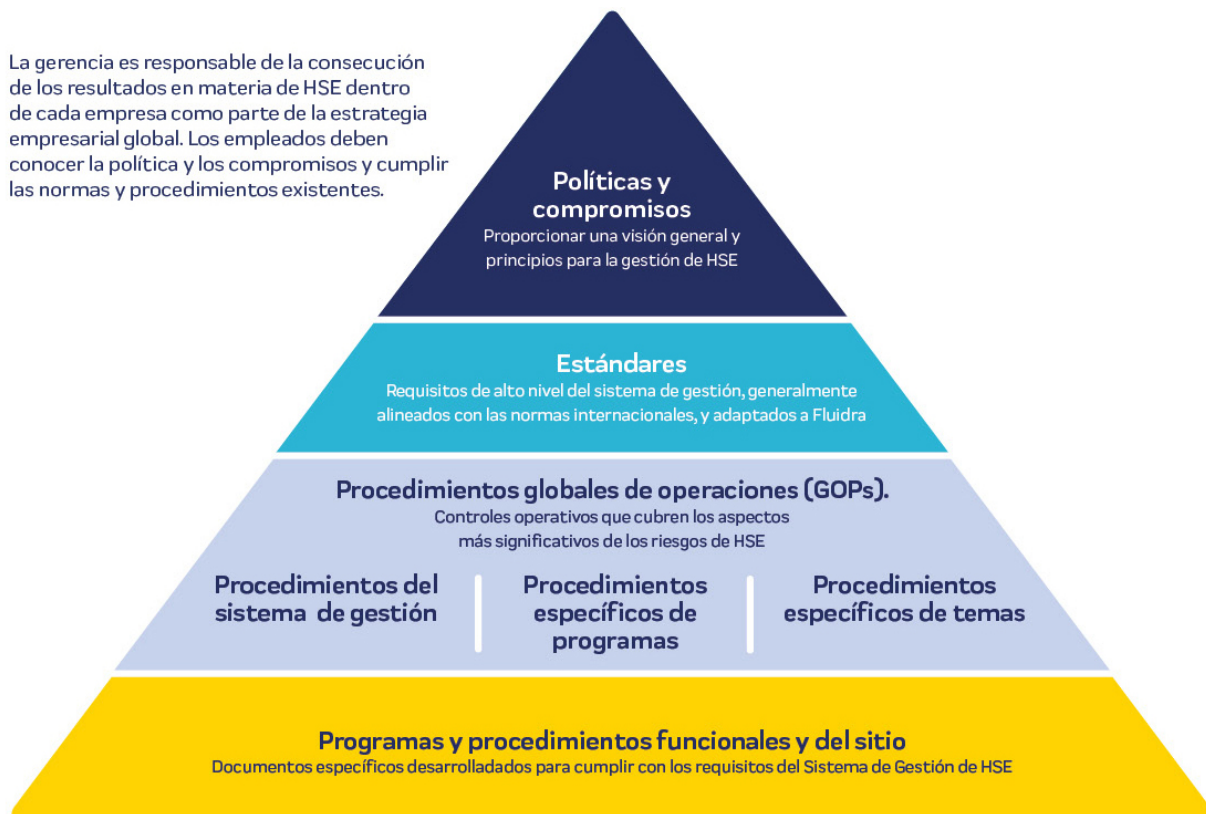 La gerencia es responsable de la consecución
de los resultados en materia de HSE dentro
de cada empresa como parte de la estrategia
empresarial global. Los empleados deben
conocer la política y los compromisos y cumplir
las normas y procedimientos existentes.
Políticas y
compromisos
Proporcionar una visión general y
principios para la gestión de HSE
Estándares
Requisitos de alto nivel del sistema de gestión, generalmente
alineados con las normas internacionales, y adaptados a Fluidra
Procedimientos globales de operaciones (GOPs).
Controles operativos que cubren los aspectos
más significativos de los riesgos de HSE
Procedimientos del
sistema de gestión
Procedimientos
específicos de
programas
Procedimientos
específicos de temas
Programas y procedimientos funcionales y del sitio
Documentos específicos desarrolladados para cumplir con los requisitos del Sistema de Gestión de HSE